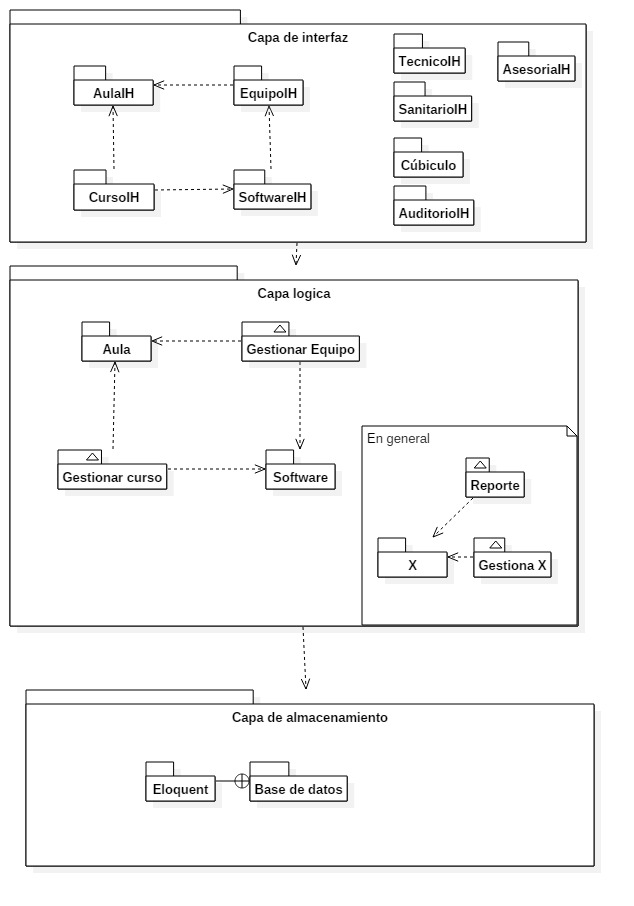 Capa de interfaz
TecnicoIH
AsesoriaIH
AulaIH
EquipoIH
SanitarioIH
Cúbiculo
CursoIH
SoftwareIH
AuditorioIH
Capa logica
Aula
Gestionar Equipo
Gestionar curso
Software
En general
Reporte
X
Gestiona X
Capa de almacenamiento
Eloquent
Base de datos